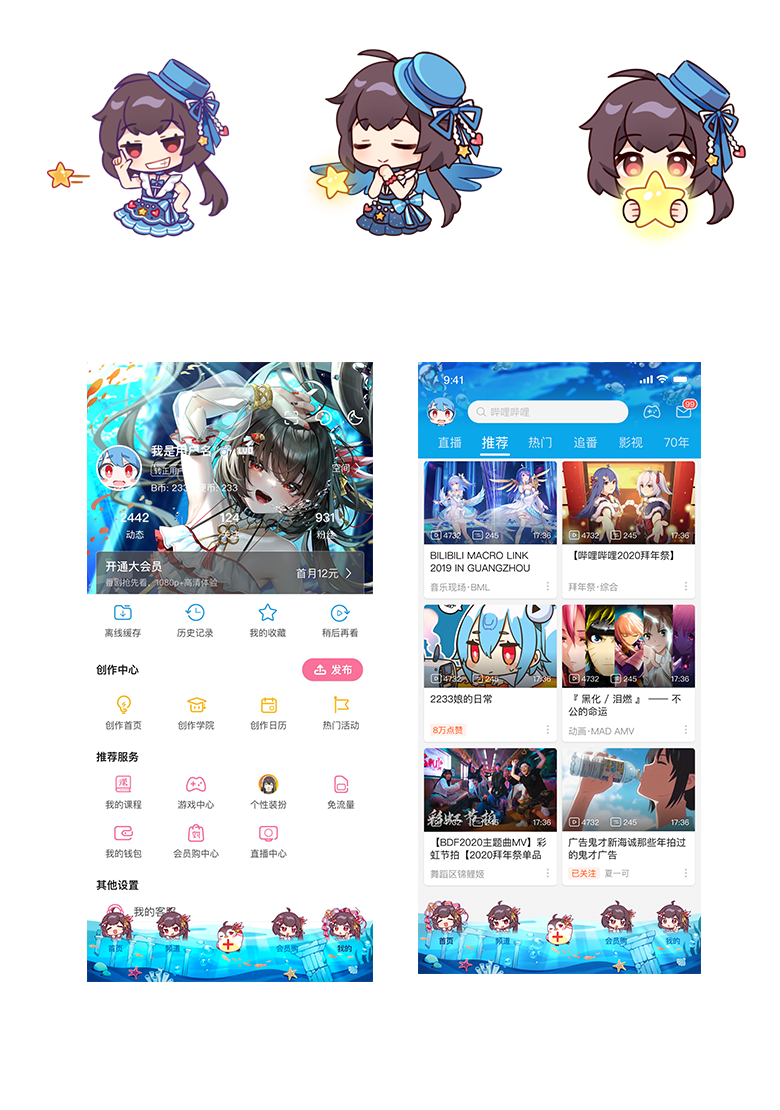 我是用户名
LV6
转正用户
空间
B币: 233
硬币: 233
2442
124
931
动态
关注
粉丝
开通大会员
番剧抢先看，1080p+高清体验
首月12元
离线缓存
历史记录
我的收藏
稍后再看
创作中心
发布
创作首页
创作学院
创作日历
热门活动
推荐服务
我的课程
游戏中心
个性装扮
免流量
我的钱包
会员购中心
直播中心
其他设置
我的客服
首页
频道
会员购
我的
9:41
哔哩哔哩
99
直播
推荐
热门
追番
影视
70年
4732
245
17:36
4732
245
17:36
BILIBILI MACRO LINK
2019 IN GUANGZHOU
音乐现场·BML
【哔哩哔哩2020拜年祭】
拜年祭·综合
4732
245
17:36
4732
245
17:36
2233娘的日常
8万点赞
『 黑化 / 泪燃 』 —— 不
公的命运
动画·MAD AMV
彩虹节拍
4732
245
17:36
4732
245
17:36
【BDF2020主题曲MV】彩
虹节拍【2020拜年祭单品
舞蹈区锦鲤姬
广告鬼才新海诚那些年拍过
的鬼才广告
已关注
夏一可
首页
频道
会员购
我的